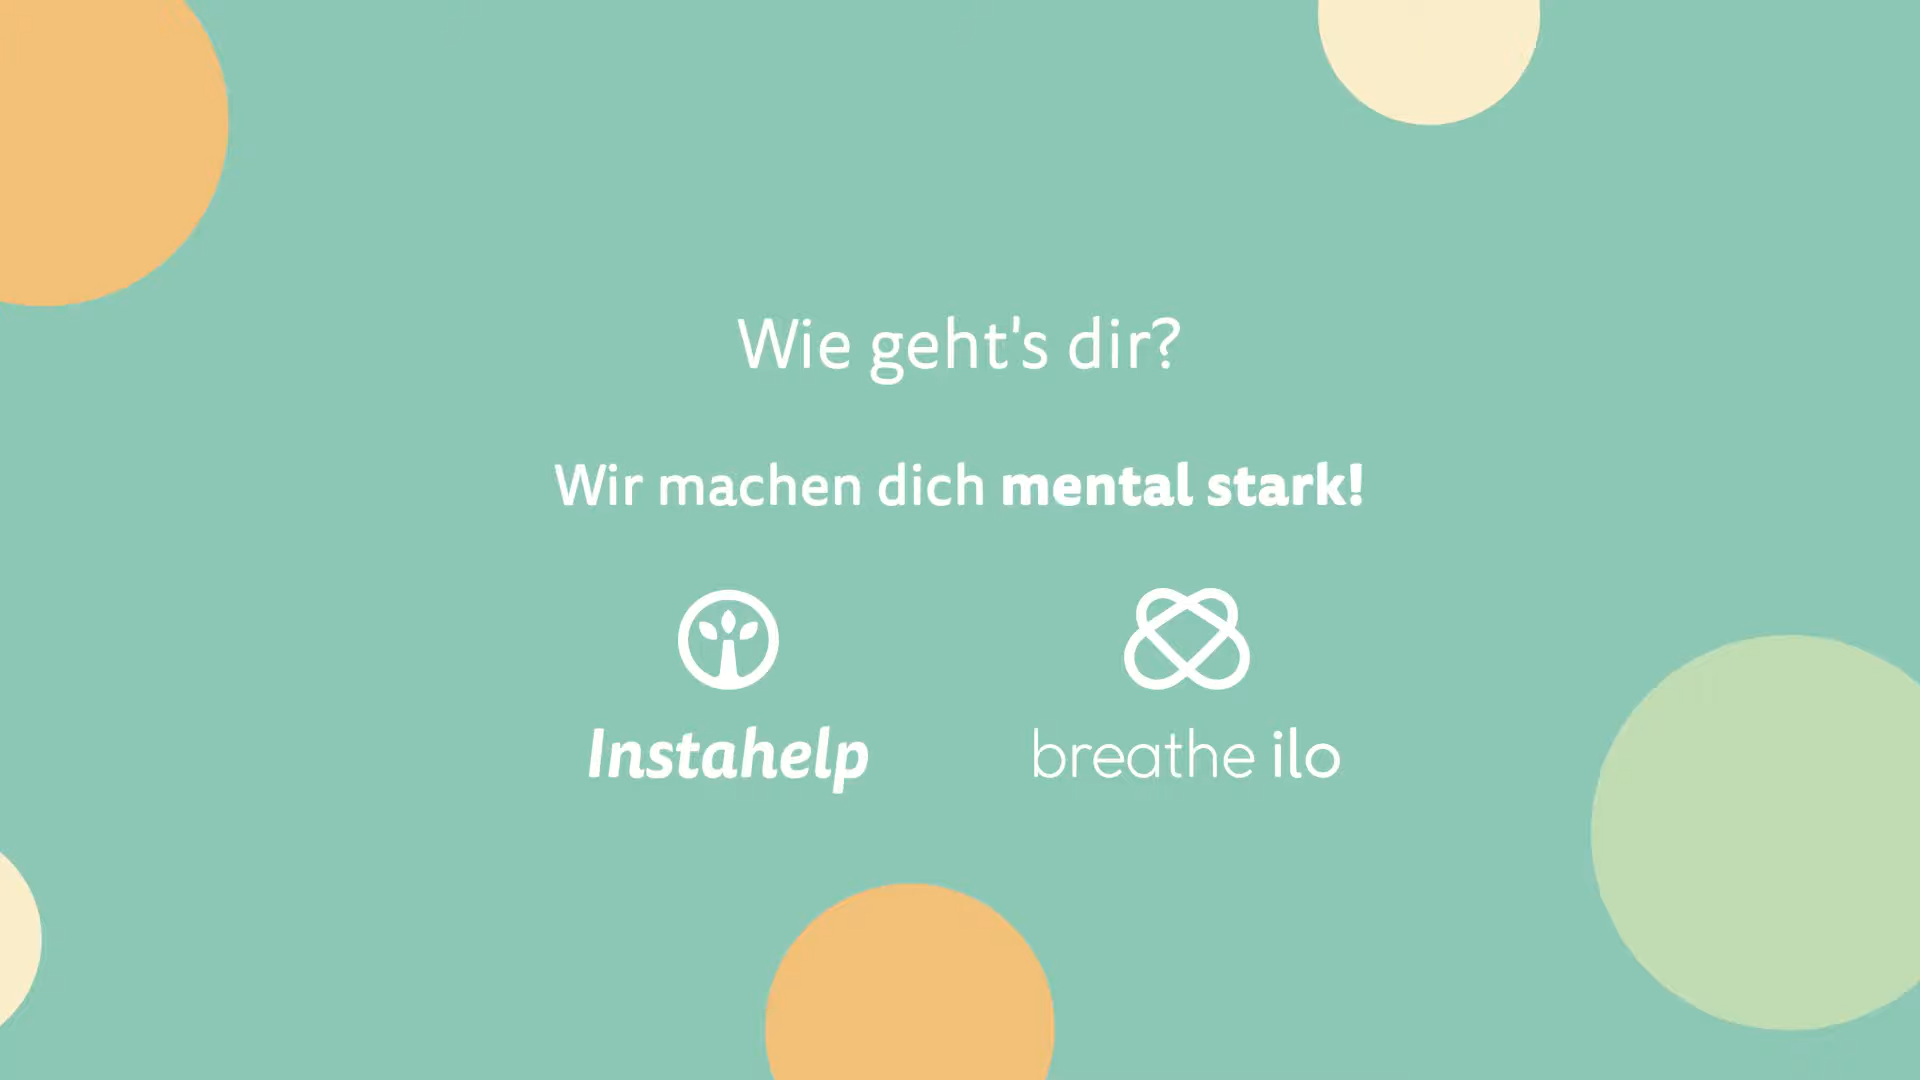 Wie geht's dir?
Wir machen dich mental stark!
Instahelp
breathe ilo